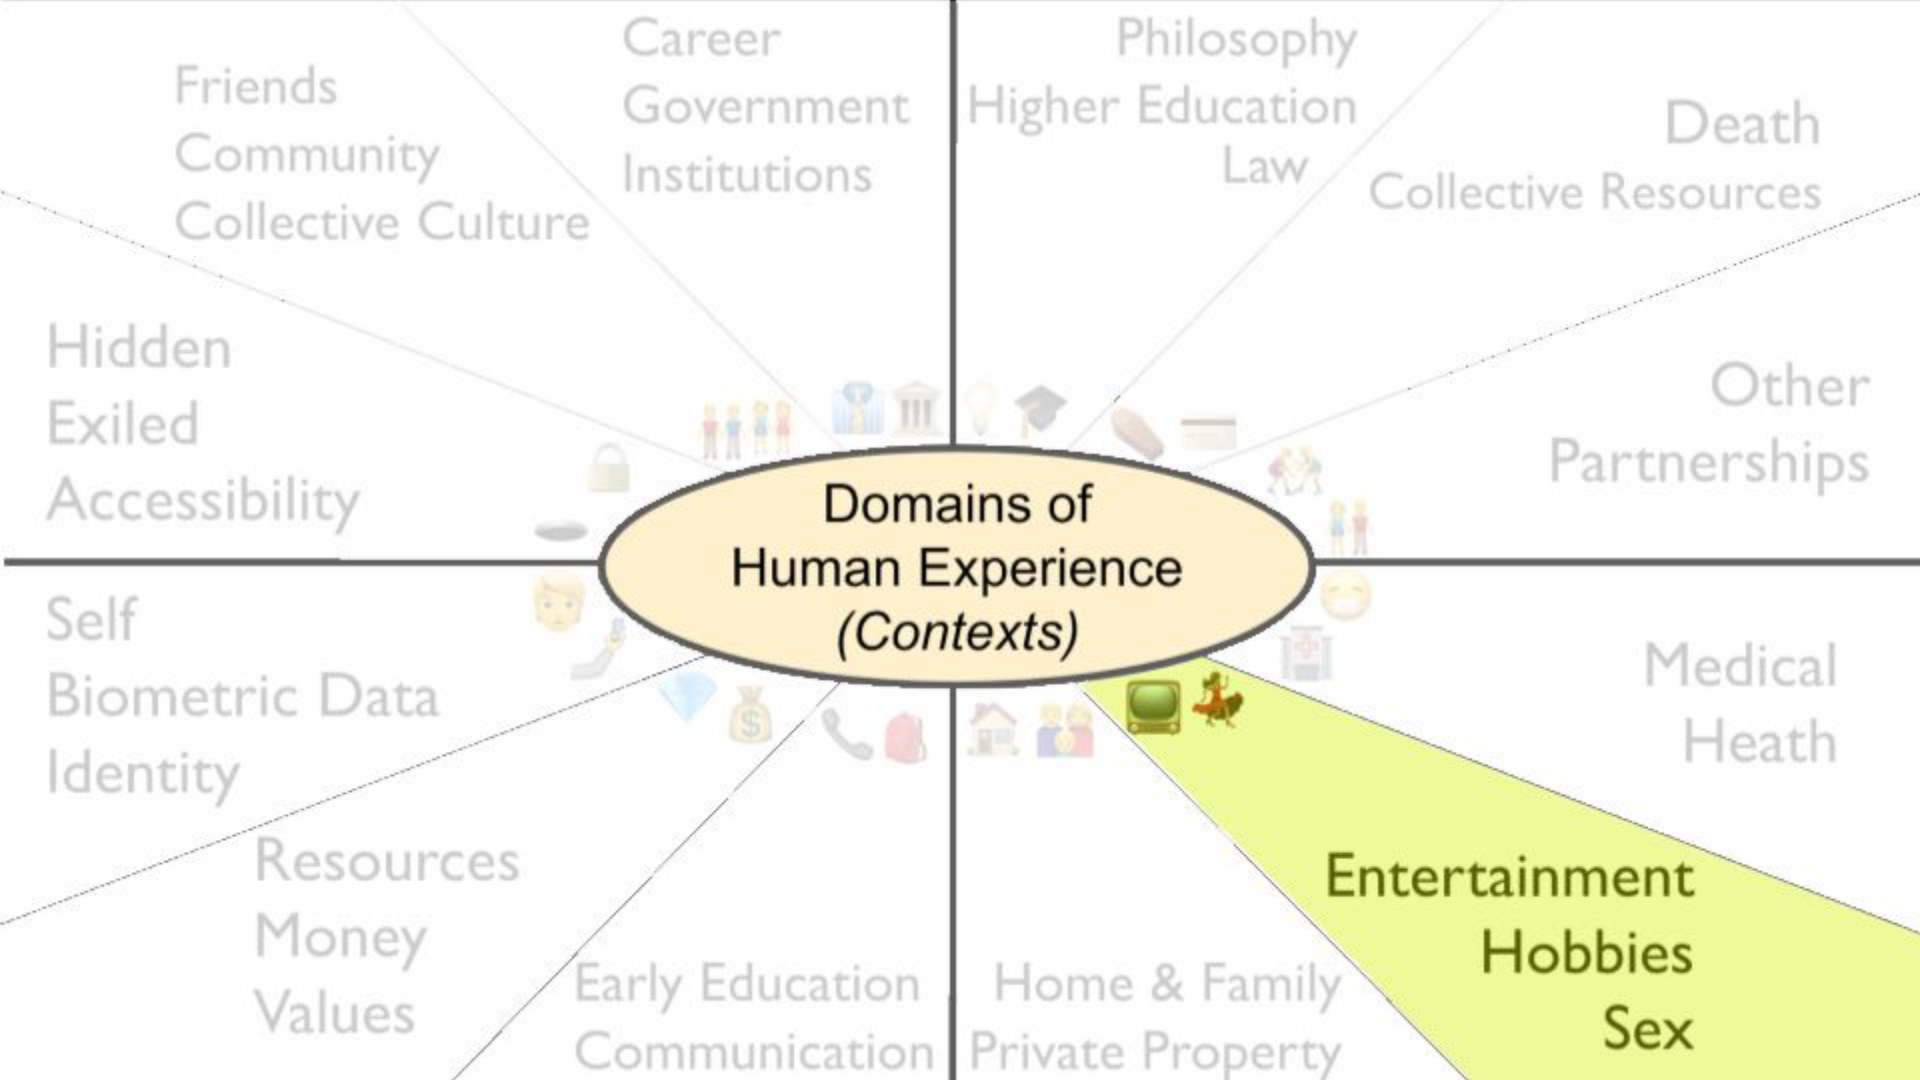 Career
Government
Institutions
Philosophy
Higher Education
Law
Friends
Community
Collective Culture
Death
Collective Resources
Hidden
Exiled
Accessibility
Other
Partnerships
Domains of
Human Experience
(Contexts)
Self
Biometric Data
Identity
Medical
Heath
Resources
Money
Values
Early Education
Communication
Home & Family
Private Property
Entertainment
Hobbies
Sex